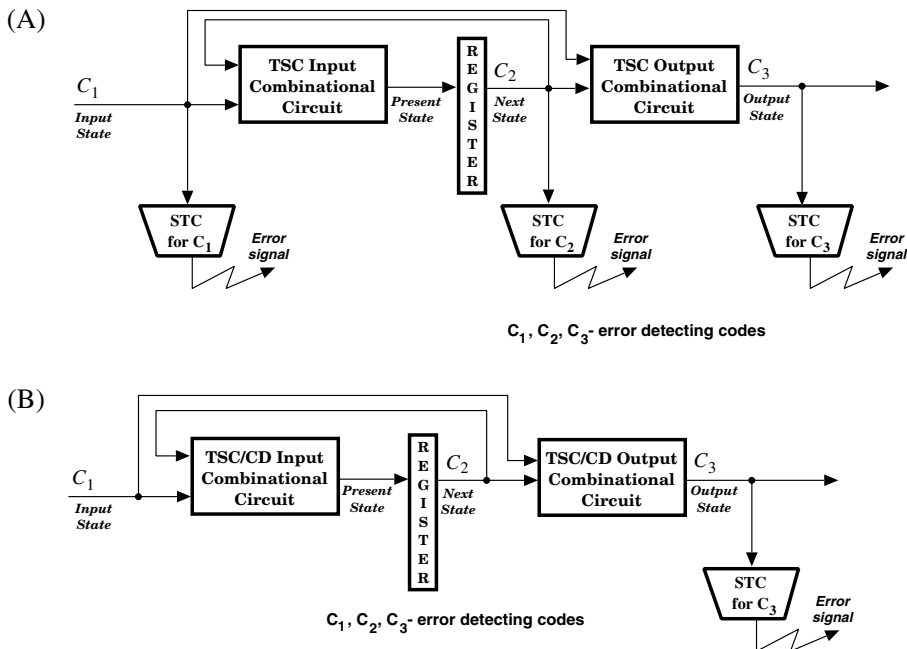 (A)
C1
Input
State
TSC Input
Combinational
Circuit
Present
State
R
E
G
I
S
T
E
R
C2
Next
State
TSC Output
Combinational
Circuit
C3
Output
State
STC
for C1
Error
signal
STC
for C2
Error
signal
STC
for C3
Error
signal
C1, C2, C3- error detecting codes
(B)
C1
Input
State
TSC/CD Input
Combinational
Circuit
Present
State
R
E
G
I
S
T
E
R
C2
Next
State
TSC/CD Output
Combinational
Circuit
C3
Output
State
STC
for C3
Error
signal
C1, C2, C3- error detecting codes